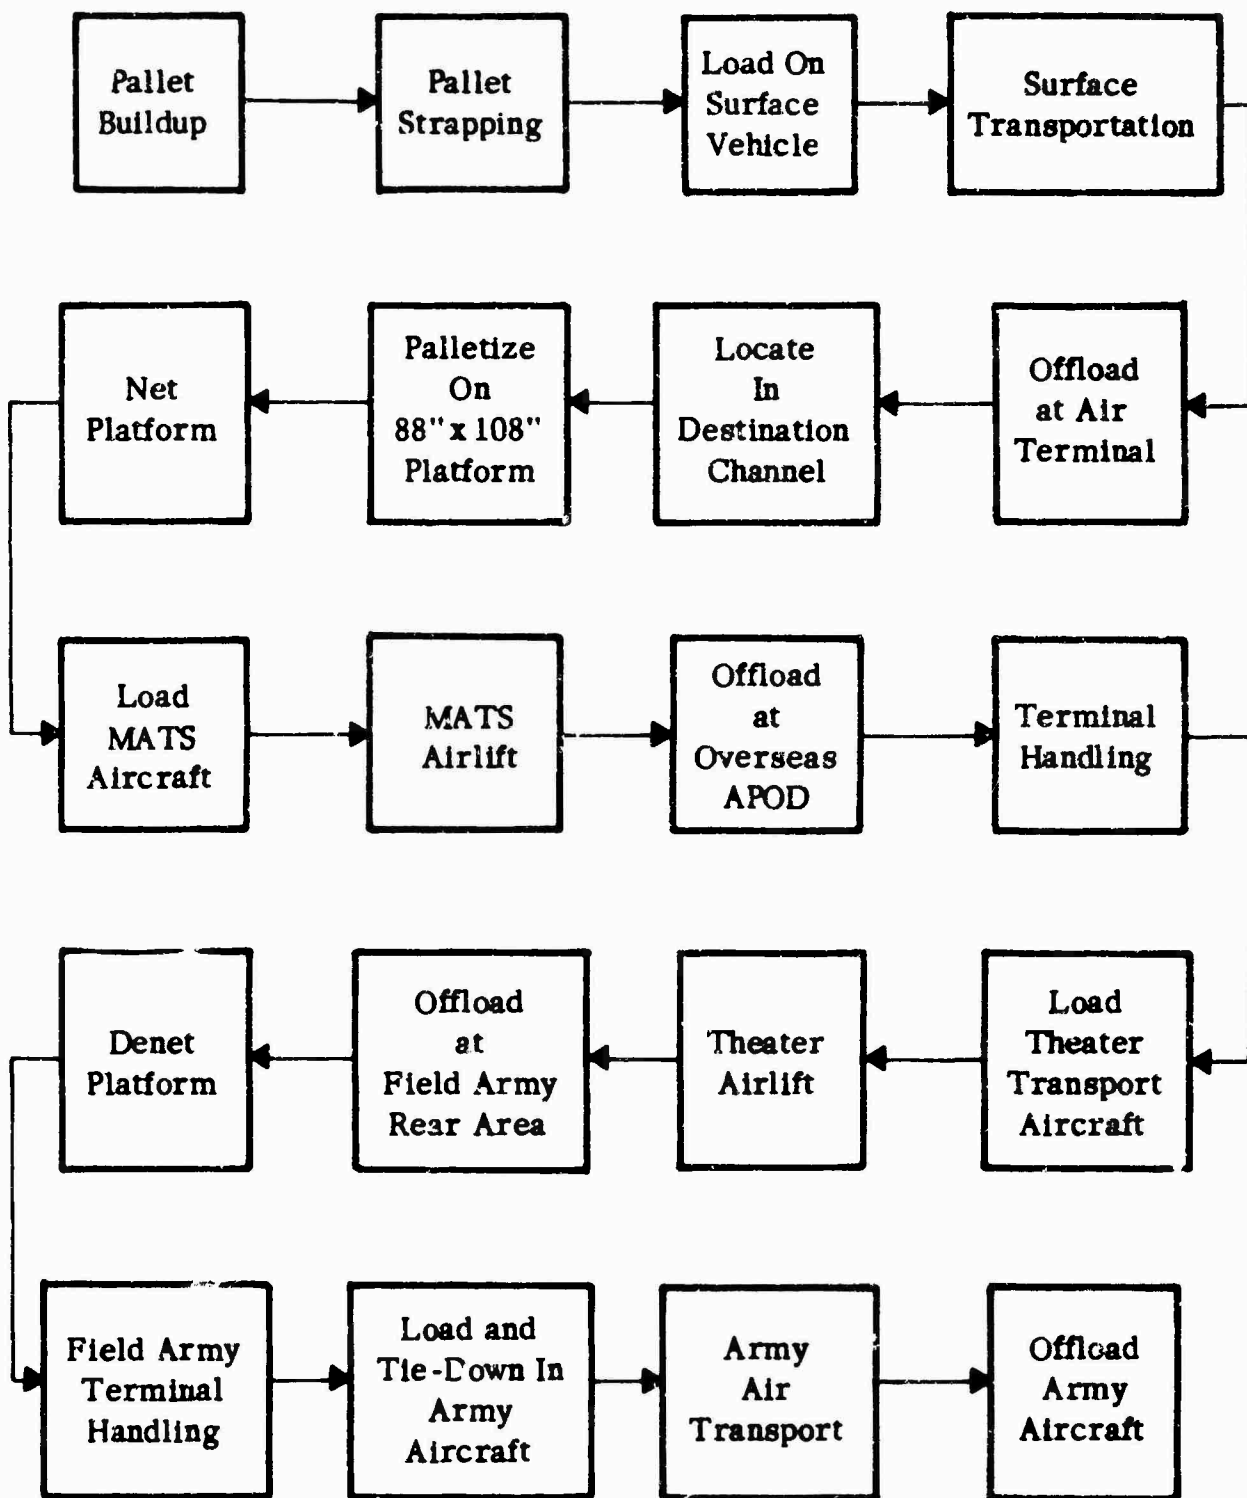 Pallet
Buildup
Pallet
Strapping
Load On
Surface
Vehicle
Surface
Transportation
Offload
at Air
Terminal
Locate
In
Destination
Channel
Palletize
On
88" x 108"
Platform
Net
Platform
Load
MATS
Aircraft
MATS
Airlift
Offload
at
Overseas
APOD
Terminal
Handling
Load
Theater
Transport
Aircraft
Theater
Airlift
Offload
at
Field Army
Rear Area
Denet
Platform
Field Army
Terminal
Handling
Load and
Tie-Down In
Army
Aircraft
Army
Air
Transport
Offload
Army
Aircraft